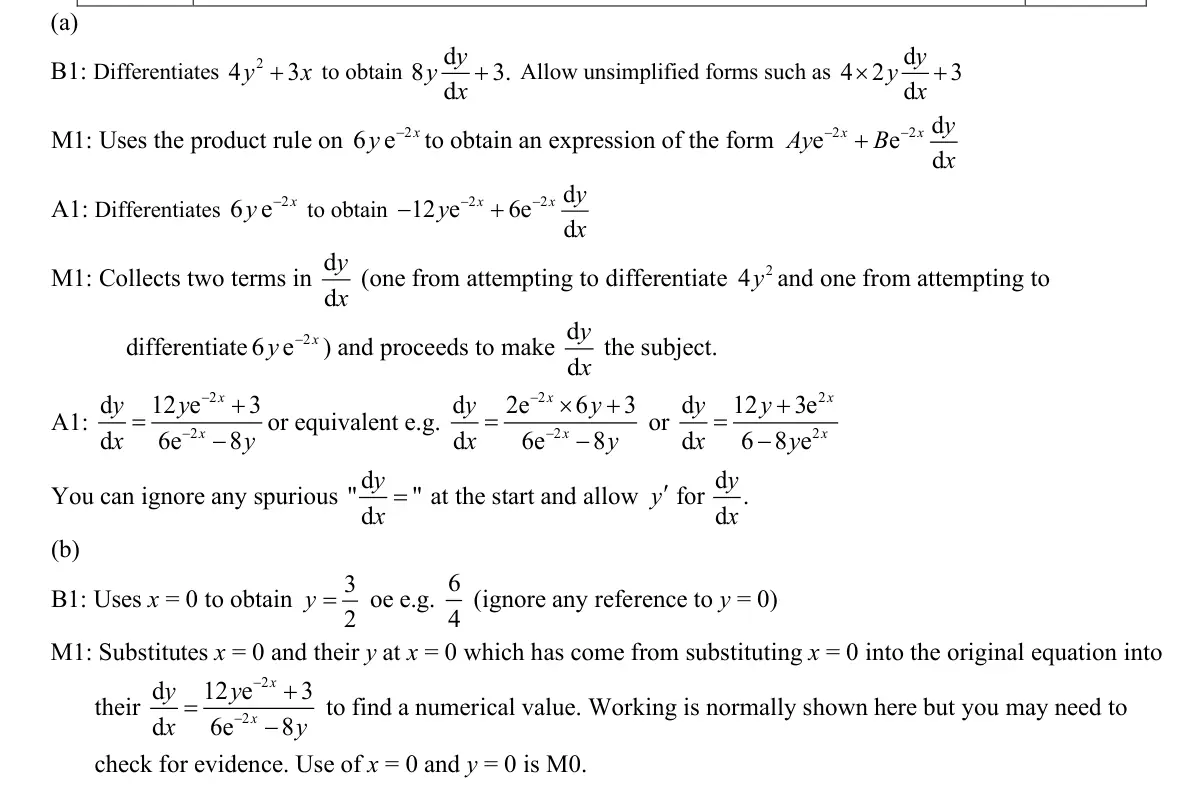 (a)
B1: Differentiates 4y² + 3x to obtain 8y dy/dx + 3. Allow unsimplified forms such as 4 × 2y dy/dx + 3
M1: Uses the product rule on 6ye⁻²ˣ to obtain an expression of the form Aye⁻²ˣ + Be⁻²ˣ dy/dx
A1: Differentiates 6ye⁻²ˣ to obtain −12ye⁻²ˣ + 6e⁻²ˣ dy/dx
M1: Collects two terms in dy/dx (one from attempting to differentiate 4y² and one from attempting to
differentiate 6ye⁻²ˣ) and proceeds to make dy/dx the subject.
A1: dy/dx = (12ye⁻²ˣ + 3)/(6e⁻²ˣ − 8y) or equivalent e.g. dy/dx = (2e⁻²ˣ × 6y + 3)/(6e⁻²ˣ − 8y) or dy/dx = (12y + 3e²ˣ)/(6 − 8ye²ˣ)
You can ignore any spurious "dy/dx =" at the start and allow y′ for dy/dx.
(b)
B1: Uses x = 0 to obtain y = 3/2 oe e.g. 6/4 (ignore any reference to y = 0)
M1: Substitutes x = 0 and their y at x = 0 which has come from substituting x = 0 into the original equation into
their dy/dx = (12ye⁻²ˣ + 3)/(6e⁻²ˣ − 8y) to find a numerical value. Working is normally shown here but you may need to
check for evidence. Use of x = 0 and y = 0 is M0.